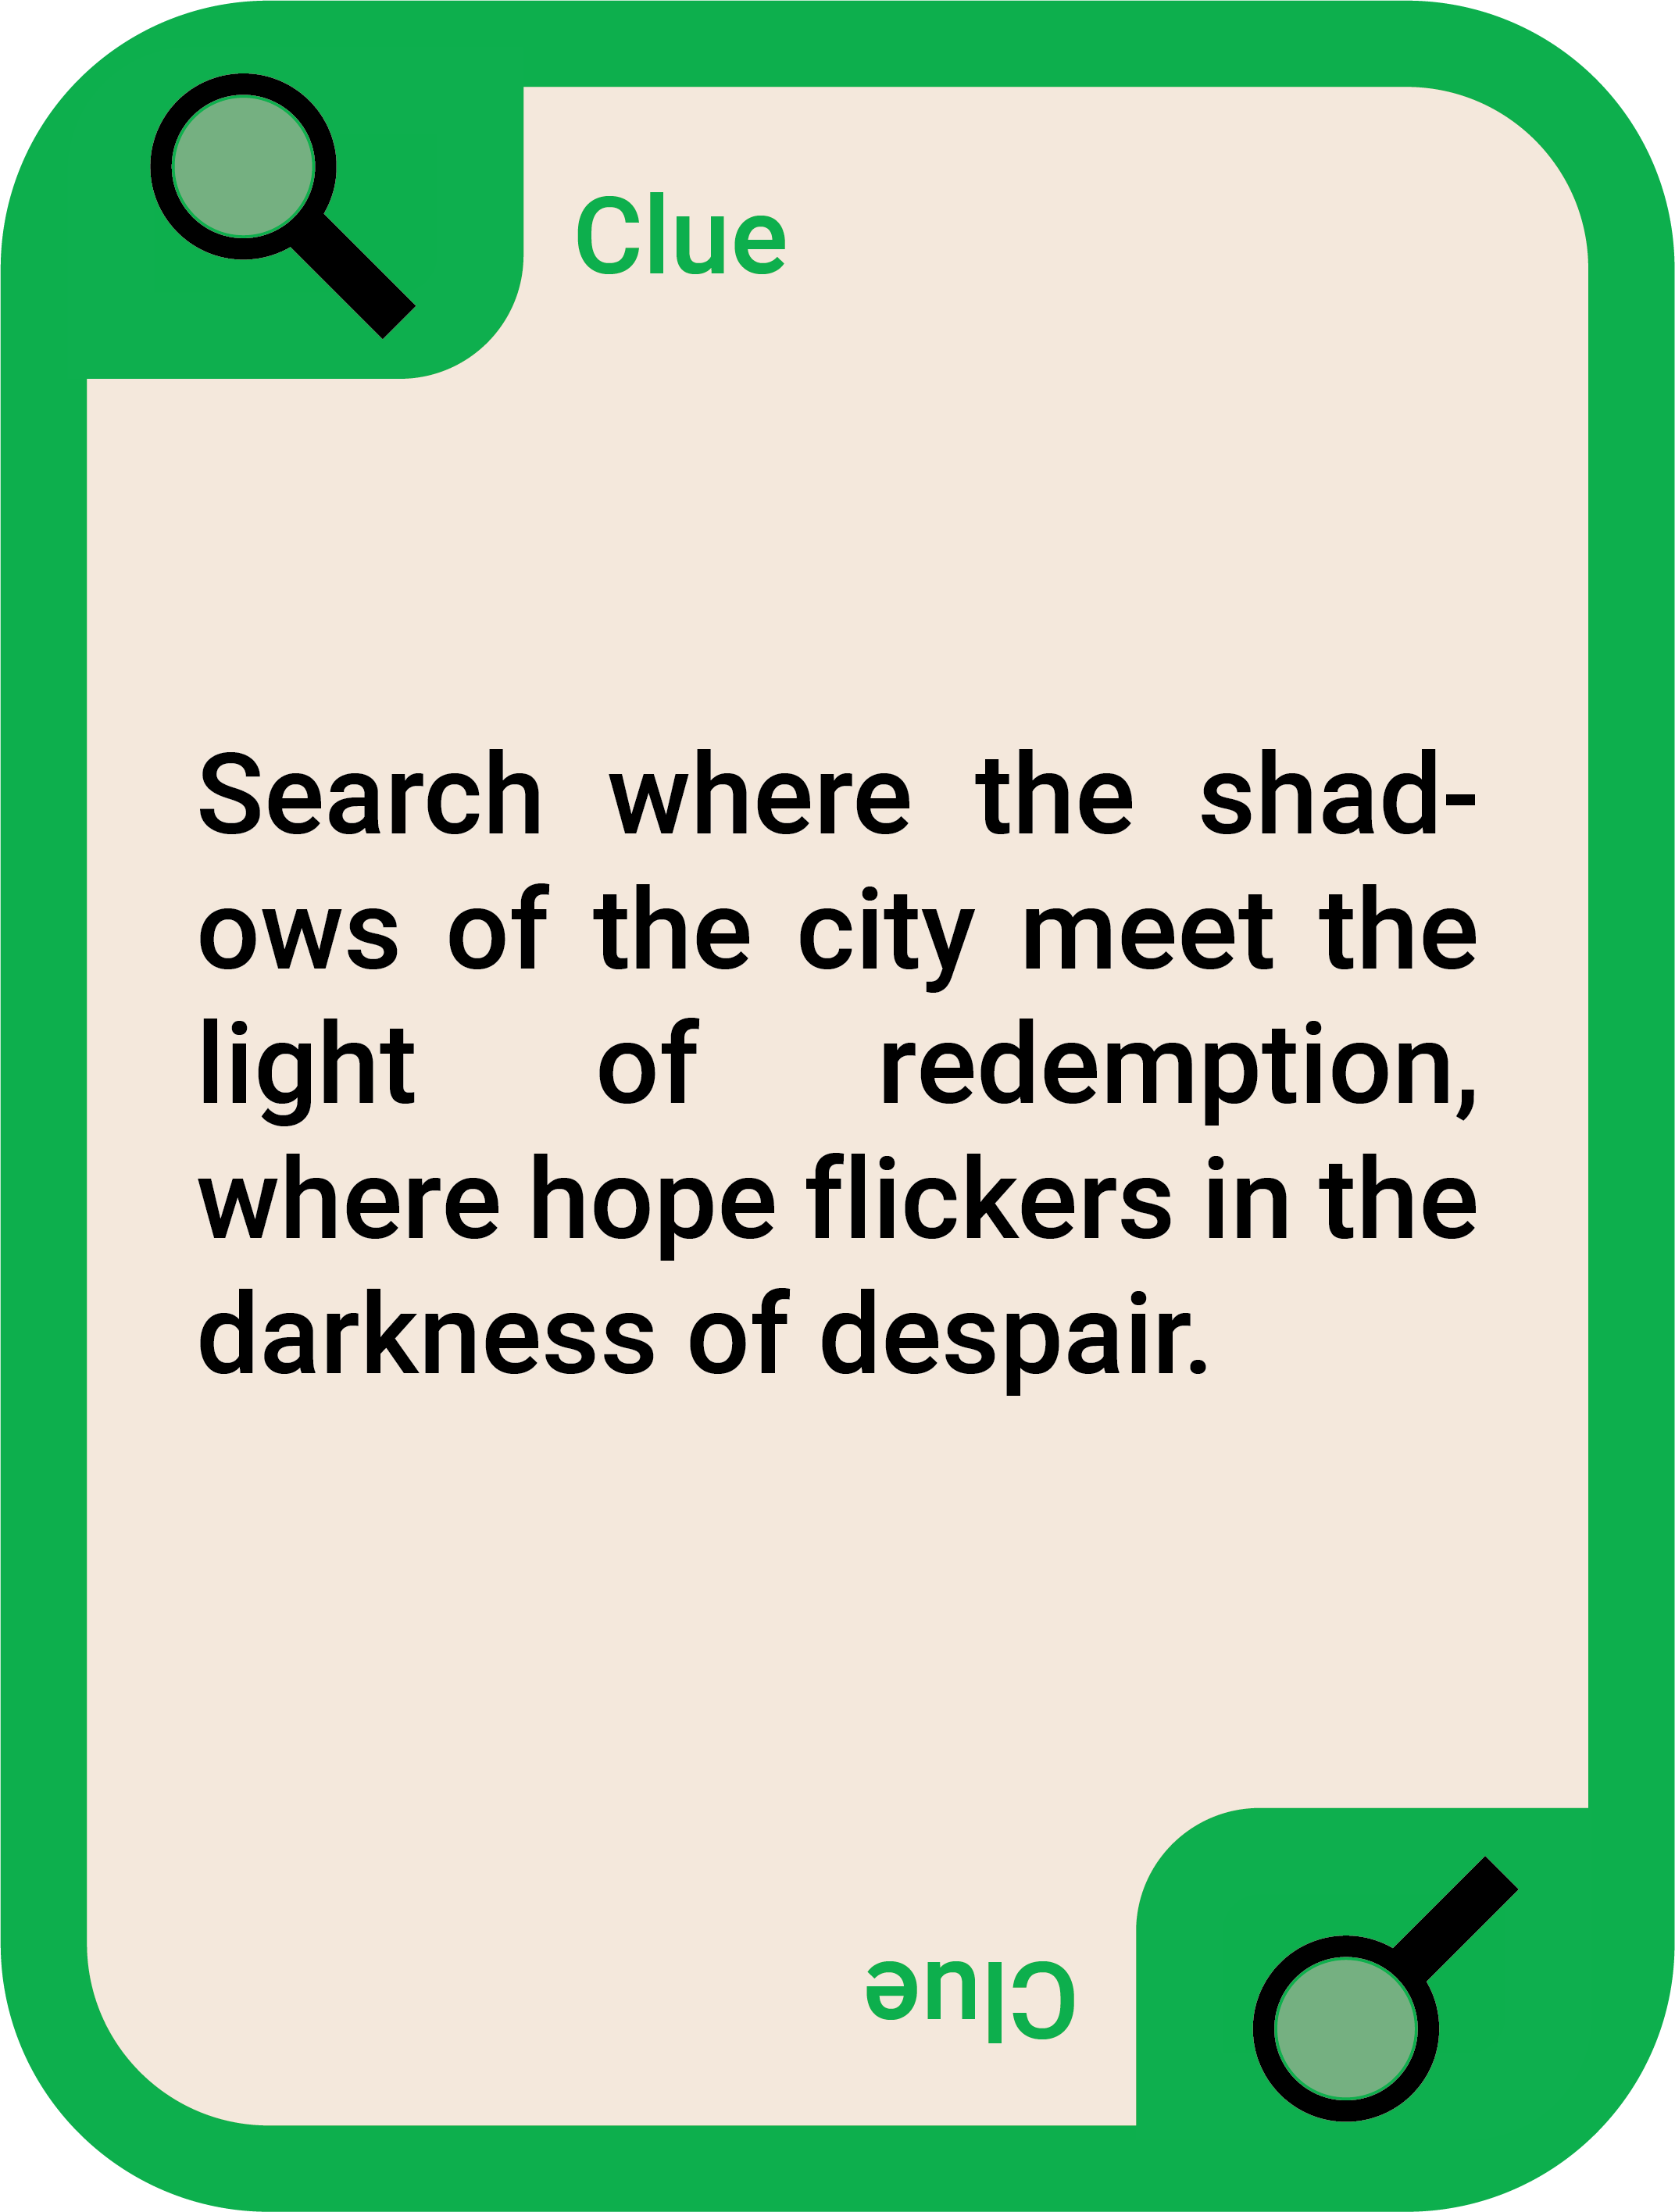 Clue
Search where the shad-
ows of the city meet the
light of redemption,
where hope flickers in the
darkness of despair.
Clue